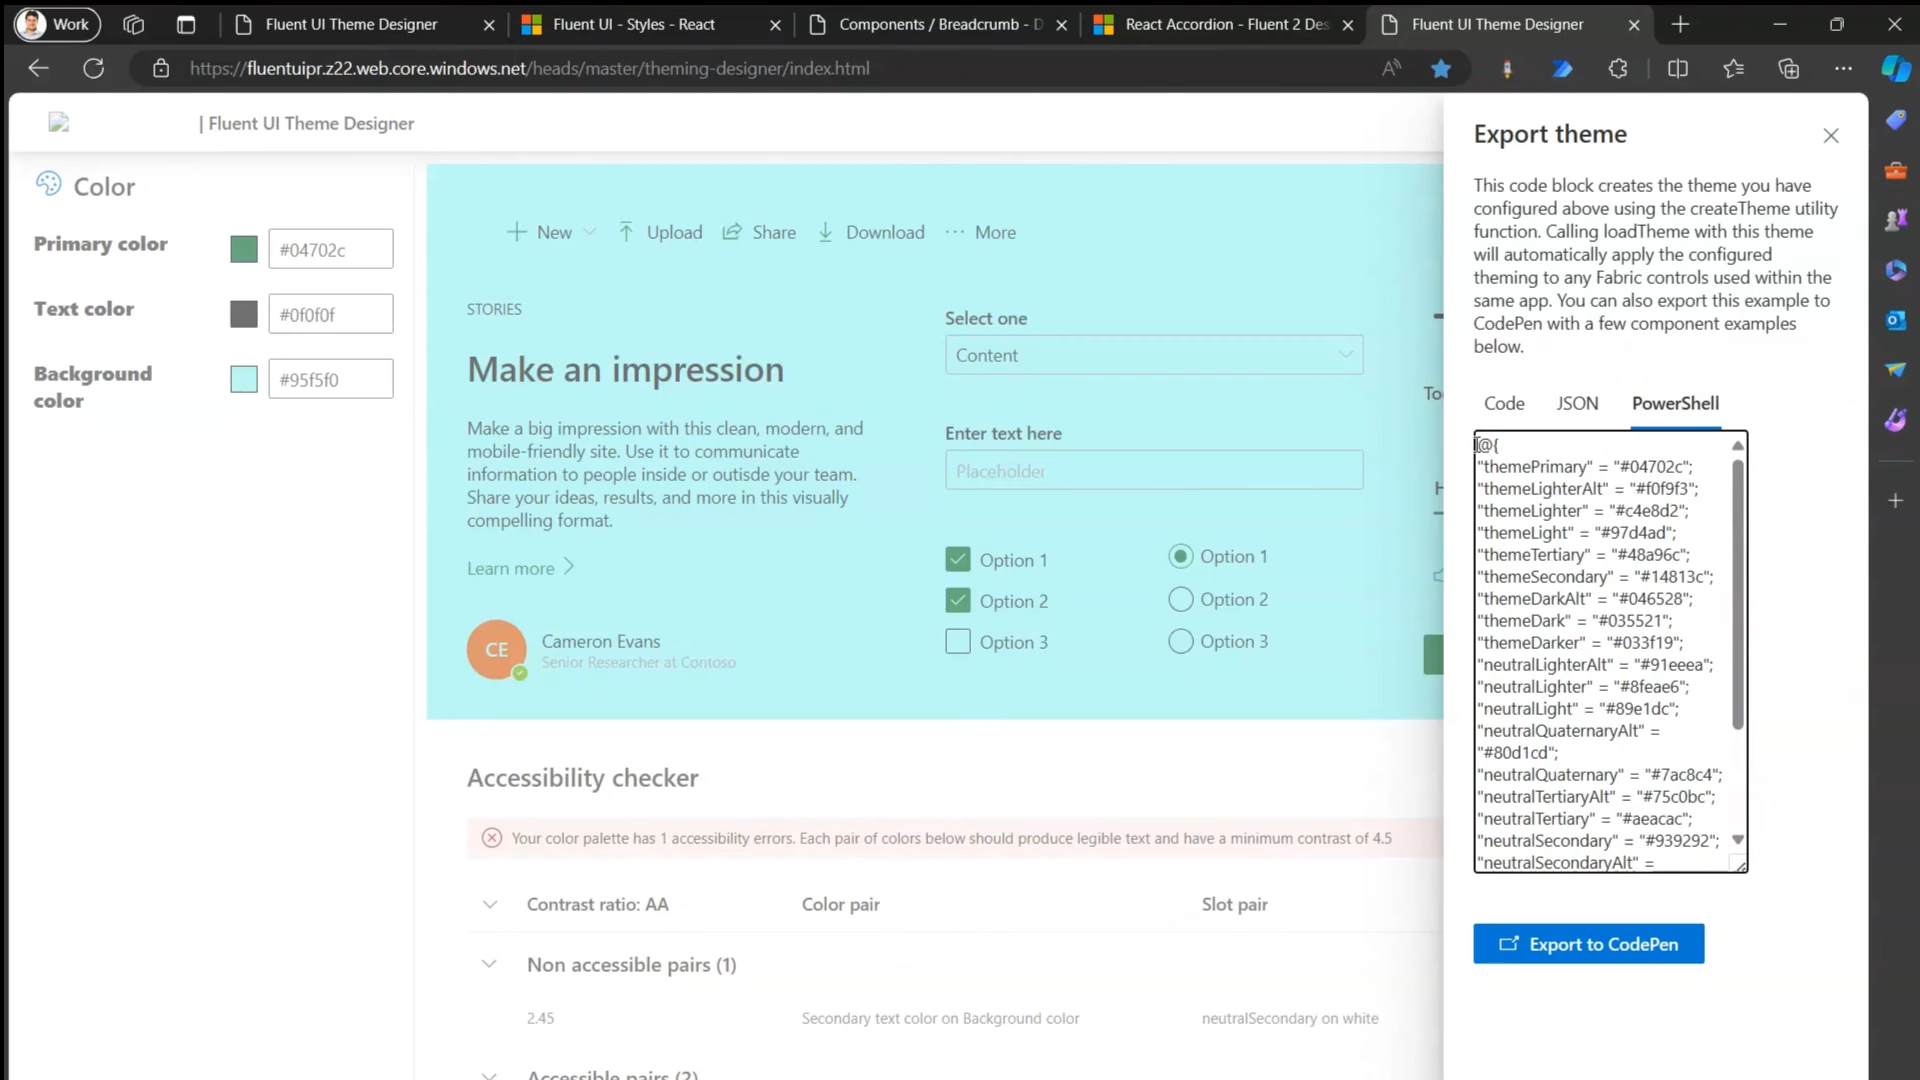 Work
Fluent UI Theme Designer
Fluent UI - Styles - React
Components / Breadcrumb - D
React Accordion - Fluent 2 Des
Fluent UI Theme Designer
https://fluentuipr.z22.web.core.windows.net/heads/master/theming-designer/index.html
| Fluent UI Theme Designer
Color
Primary color
#04702c
Text color
#0f0f0f
Background
color
#95f5f0
New
Upload
Share
Download
More
STORIES
Make an impression
Make a big impression with this clean, modern, and
mobile-friendly site. Use it to communicate
information to people inside or outisde your team.
Share your ideas, results, and more in this visually
compelling format.
Learn more
CE
Cameron Evans
Senior Researcher at Contoso
Select one
Content
Enter text here
Placeholder
Option 1
Option 2
Option 3
Option 1
Option 2
Option 3
To
Accessibility checker
Your color palette has 1 accessibility errors. Each pair of colors below should produce legible text and have a minimum contrast of 4.5
Contrast ratio: AA
Color pair
Slot pair
Non accessible pairs (1)
2.45
Secondary text color on Background color
neutralSecondary on white
Accessible pairs (2)
Export theme
This code block creates the theme you have
configured above using the createTheme utility
function. Calling loadTheme with this theme
will automatically apply the configured
theming to any Fabric controls used within the
same app. You can also export this example to
CodePen with a few component examples
below.
Code
JSON
PowerShell
@{
"themePrimary" = "#04702c";
"themeLighterAlt" = "#f0f9f3";
"themeLighter" = "#c4e8d2";
"themeLight" = "#97d4ad";
"themeTertiary" = "#48a96c";
"themeSecondary" = "#14813c";
"themeDarkAlt" = "#046528";
"themeDark" = "#035521";
"themeDarker" = "#033f19";
"neutralLighterAlt" = "#91eeea";
"neutralLighter" = "#8feae6";
"neutralLight" = "#89e1dc";
"neutralQuaternaryAlt" =
"#80d1cd";
"neutralQuaternary" = "#7ac8c4";
"neutralTertiaryAlt" = "#75c0bc";
"neutralTertiary" = "#aeacac";
"neutralSecondary" = "#939292";
"neutralSecondaryAlt" =
Export to CodePen